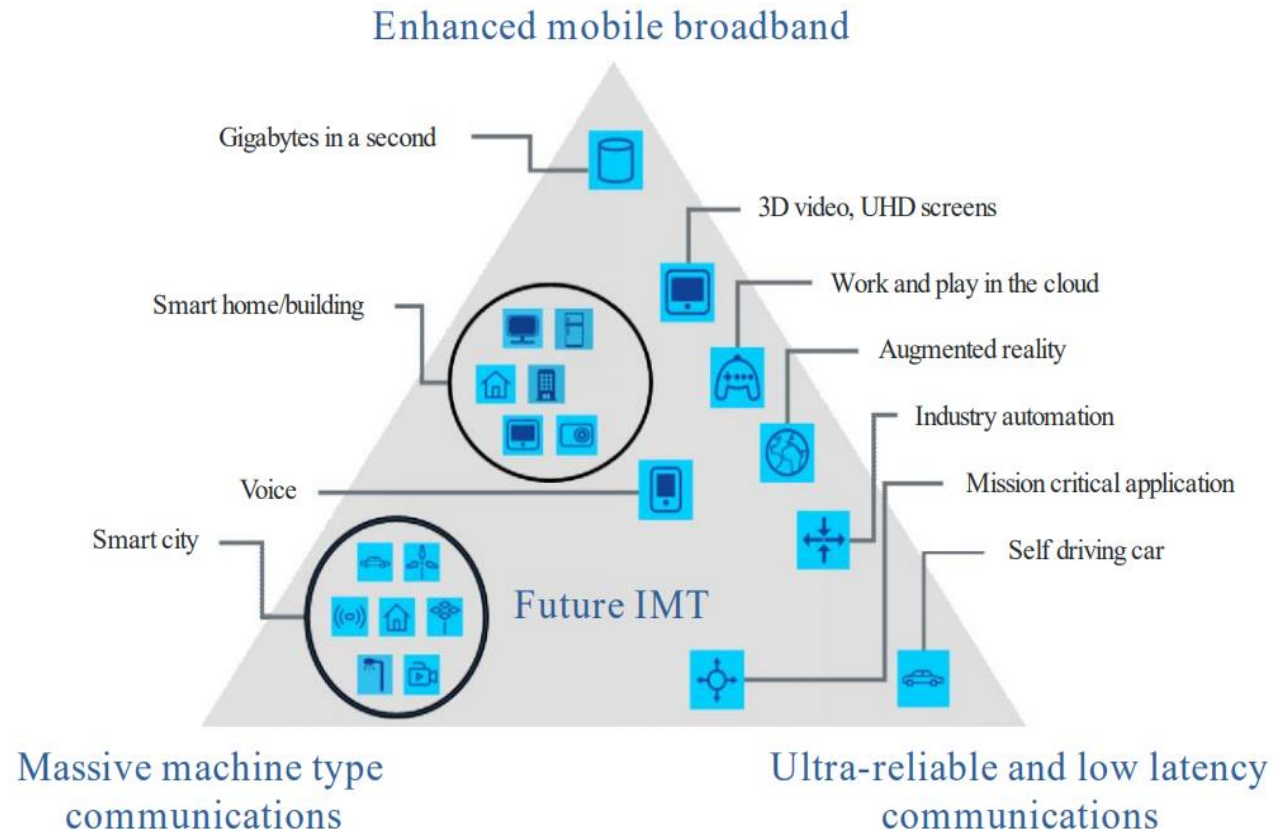 Enhanced mobile broadband
Gigabytes in a second
3D video, UHD screens
Work and play in the cloud
Smart home/building
Augmented reality
Industry automation
Mission critical application
Voice
Smart city
Self driving car
Future IMT
Massive machine type
communications
Ultra-reliable and low latency
communications